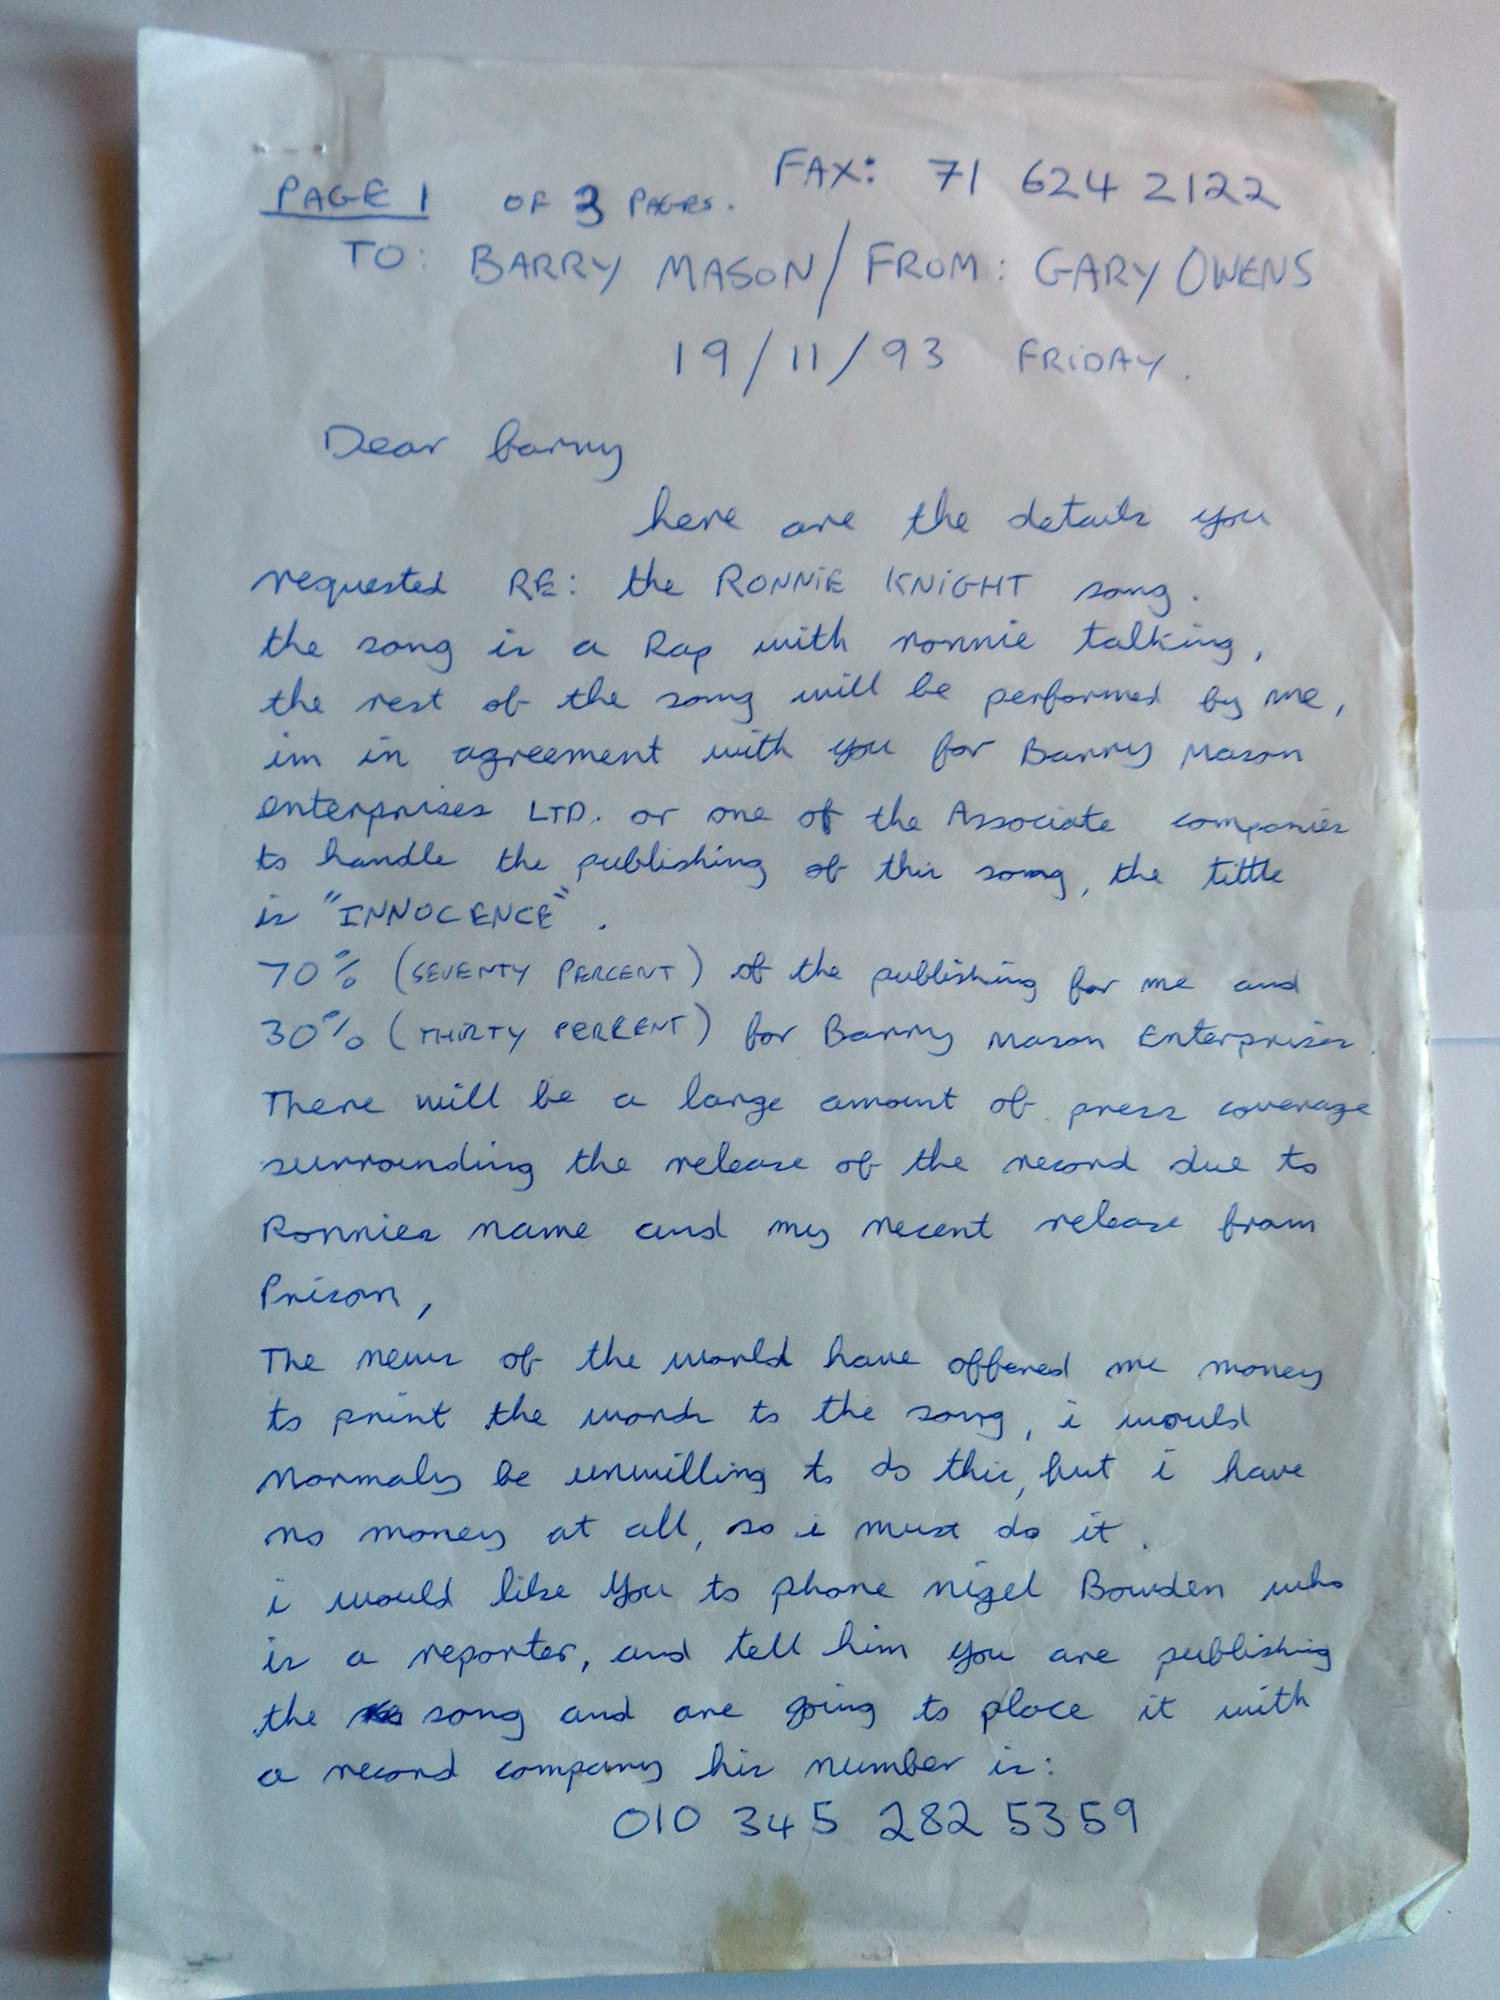 FAX: 71 624 2122
PAGE 1 OF 3 PAGES.
TO: BARRY MASON / FROM: GARY OWENS
19/11/93 FRIDAY.
Dear barry
here are the details you
requested RE: the RONNIE KNIGHT song.
the song is a Rap with ronnie talking,
the rest of the song will be performed by me,
im in agreement with you for Barry Mason
enterprises LTD. or one of the Associate companies
to handle the publishing of this song, the tittle
is "INNOCENCE".
70% (SEVENTY PERCENT) of the publishing for me and
30% (THIRTY PERCENT) for Barry Mason Enterprises.
There will be a large amount of press coverage
surrounding the release of the record due to
Ronnies name and my recent release from
Prison,
The news of the world have offered me money
to print the words to the song, i would
normaly be unwilling to do this, but i have
no money at all, so i must do it.
i would like you to phone nigel Bowden who
is a reporter, and tell him you are publishing
the song and are going to place it with
a record company his number is:
010 345 282 5359